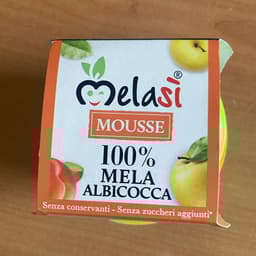 Melasì®
MOUSSE
100%
MELA
ALBICOCCA
Senza conservanti - Senza zuccheri aggiunti*